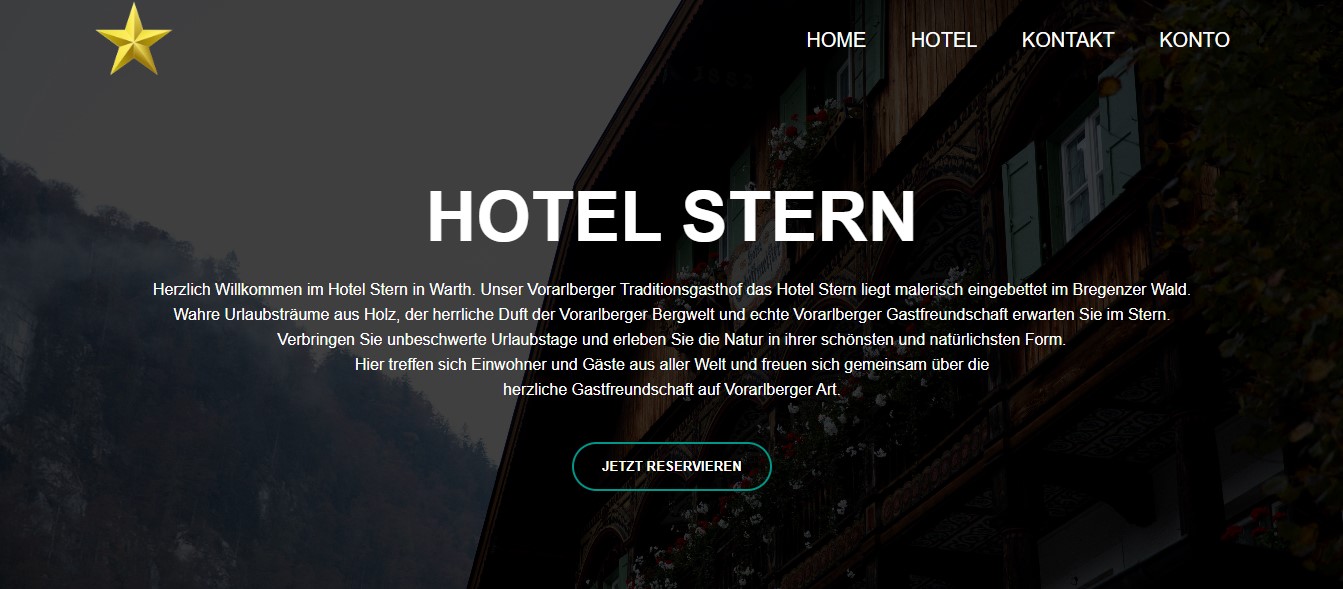 HOME HOTEL KONTAKT KONTO
HOTEL STERN
Herzlich Willkommen im Hotel Stern in Warth. Unser Vorarlberger Traditionsgasthof das Hotel Stern liegt malerisch eingebettet im Bregenzer Wald.
Wahre Urlaubsträume aus Holz, der herrliche Duft der Vorarlberger Bergwelt und echte Vorarlberger Gastfreundschaft erwarten Sie im Stern.
Verbringen Sie unbeschwerte Urlaubstage und erleben Sie die Natur in ihrer schönsten und natürlichsten Form.
Hier treffen sich Einwohner und Gäste aus aller Welt und freuen sich gemeinsam über die
herzliche Gastfreundschaft auf Vorarlberger Art.
JETZT RESERVIEREN